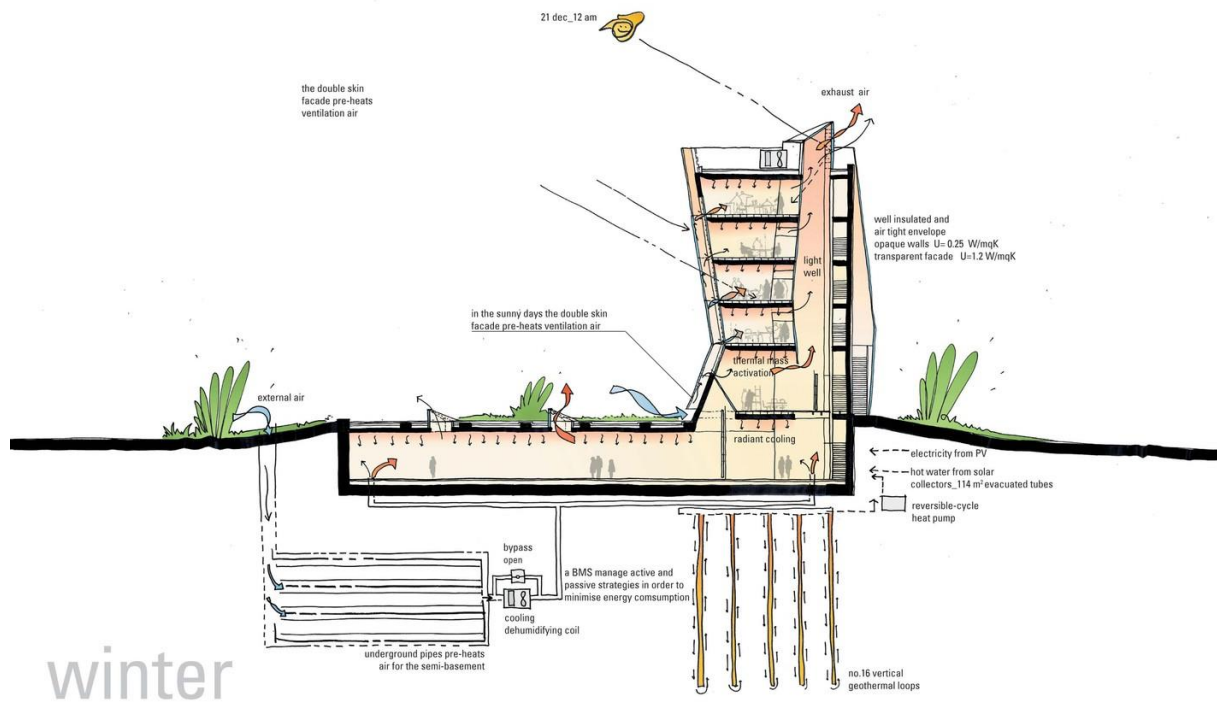 21 dec_12 am
the double skin
facade pre-heats
ventilation air
exhaust air
well insulated and
air tight envelope
opaque walls U= 0.25 W/mqK
transparent facade U=1.2 W/mqK
light
well
in the sunny days the double skin
facade pre-heats ventilation air
thermal mass
activation
external air
radiant cooling
electricity from PV
hot water from solar
collectors_114 m² evacuated tubes
reversible-cycle
heat pump
bypass
open
a BMS manage active and
passive strategies in order to
minimise energy comsumption
cooling
dehumidifying coil
underground pipes pre-heats
air for the semi-basement
no.16 vertical
geothermal loops
winter